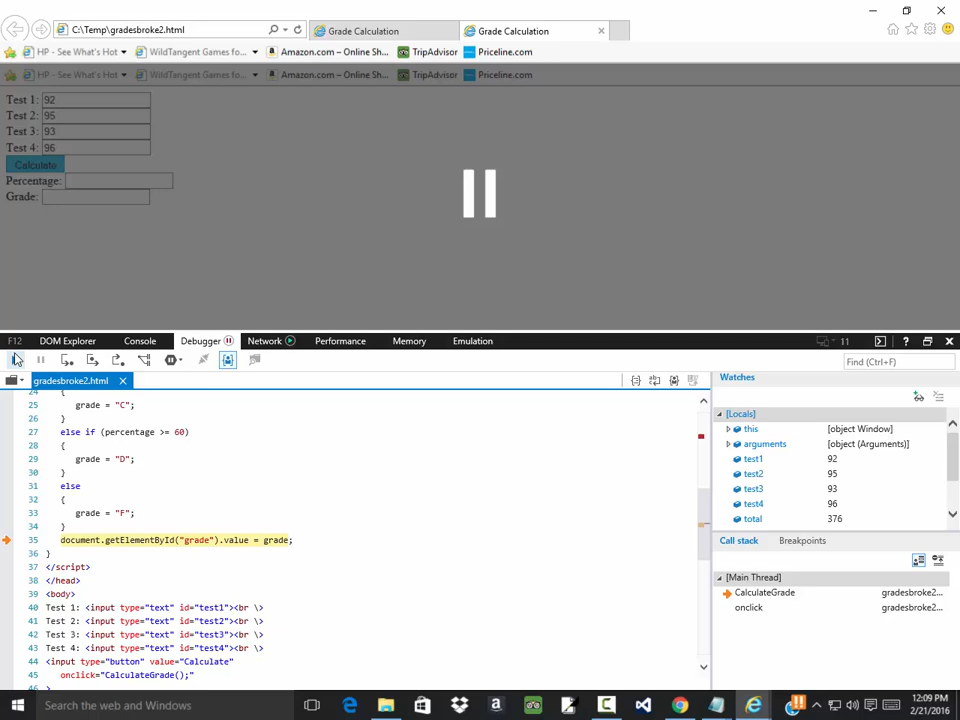 C:\Temp\gradesbroke2.html
Grade Calculation
Grade Calculation
HP - See What's Hot
WildTangent Games fo...
Amazon.com – Online Sh...
TripAdvisor
Priceline.com
HP - See What's Hot
WildTangent Games fo...
Amazon.com – Online Sh...
TripAdvisor
Priceline.com
Test 1: 92
Test 2: 95
Test 3: 93
Test 4: 96
Calculate
Percentage:
Grade:
F12 DOM Explorer Console Debugger Network Performance Memory Emulation 11
Find (Ctrl+F)
gradesbroke2.html
24 {
25 grade = "C";
26 }
27 else if (percentage >= 60)
28 {
29 grade = "D";
30 }
31 else
32 {
33 grade = "F";
34 }
35 document.getElementById("grade").value = grade;
36 }
37 </script>
38 </head>
39 <body>
40 Test 1: <input type="text" id="test1"><br \>
41 Test 2: <input type="text" id="test2"><br \>
42 Test 3: <input type="text" id="test3"><br \>
43 Test 4: <input type="text" id="test4"><br \>
44 <input type="button" value="Calculate"
45 onclick="CalculateGrade();"
46 >
Watches
[Locals]
this [object Window]
arguments [object (Arguments)]
test1 92
test2 95
test3 93
test4 96
total 376
Call stack Breakpoints
[Main Thread]
CalculateGrade gradesbroke2...
onclick gradesbroke2...
Search the web and Windows
12:09 PM
2/21/2016